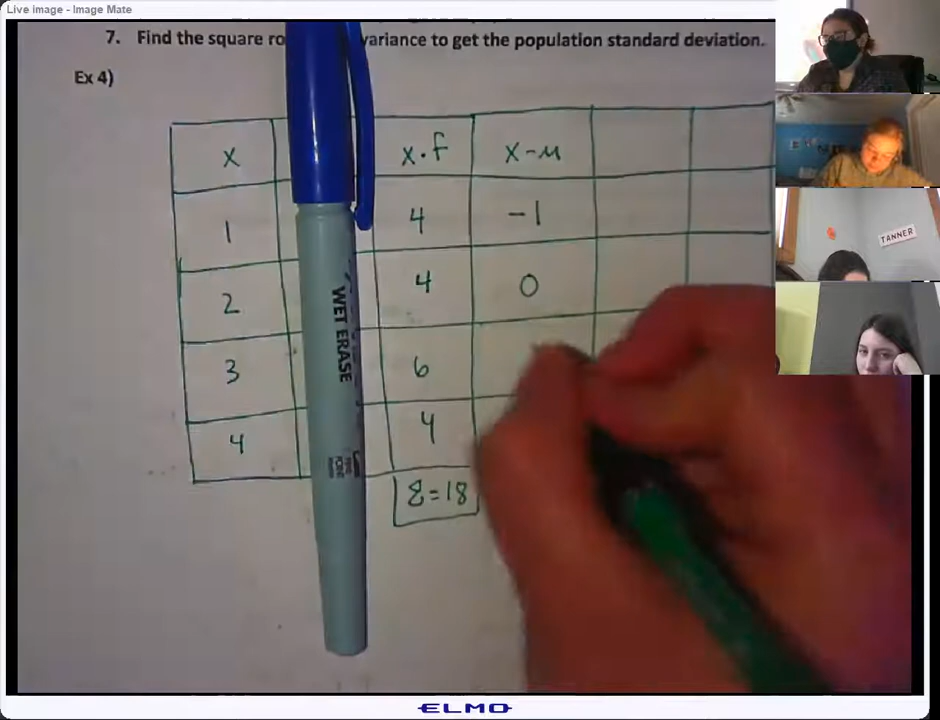 Live image - Image Mate
7. Find the square ro variance to get the population standard deviation.
Ex 4)
x x·f x-μ
1 4 -1
2 4 0
3 6
4 4
Σ=18
WET ERASE
TANNER
ELMO